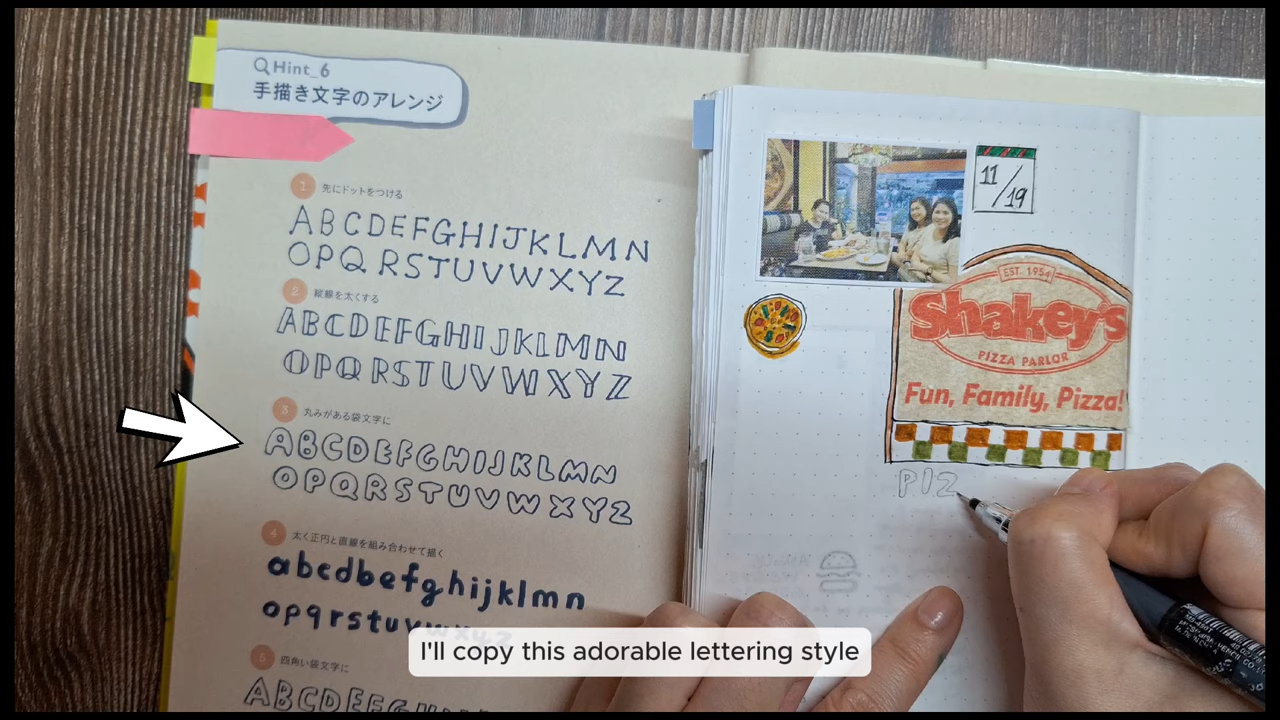 Hint_6
手描き文字のアレンジ
1 先にドットをつける
ABCDEFGHIJKLMN
OPQRSTUVWXYZ
2 縦線を太くする
ABCDEFGHIJKLMN
OPQRSTUVWXYZ
3 丸みがある袋文字に
ABCDEFGHIJKLMN
OPQRSTUVWXYZ
4 太く正円と直線を組み合わせて描く
abcdbefghijklmn
opqrstuvwxyz
5 四角い袋文字に
ABCDEFGHIJKLMN
11/19
EST. 1954
Shakey's
PIZZA PARLOR
Fun, Family, Pizza!
PIZ
I'll copy this adorable lettering style